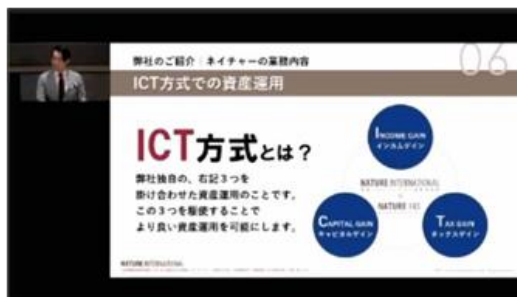 06
弊社のご紹介｜ネイチャーの業務内容
ICT方式での資産運用
ICT方式とは？
弊社独自の、右記３つを
掛け合わせた資産運用のことです。
この３つを駆使することで
より良い資産運用を可能にします。
INCOME GAIN
インカムゲイン
NATURE INTERNATIONAL
NATURE FAS
CAPITAL GAIN
キャピタルゲイン
TAX GAIN
タックスゲイン
NATURE INTERNATIONAL